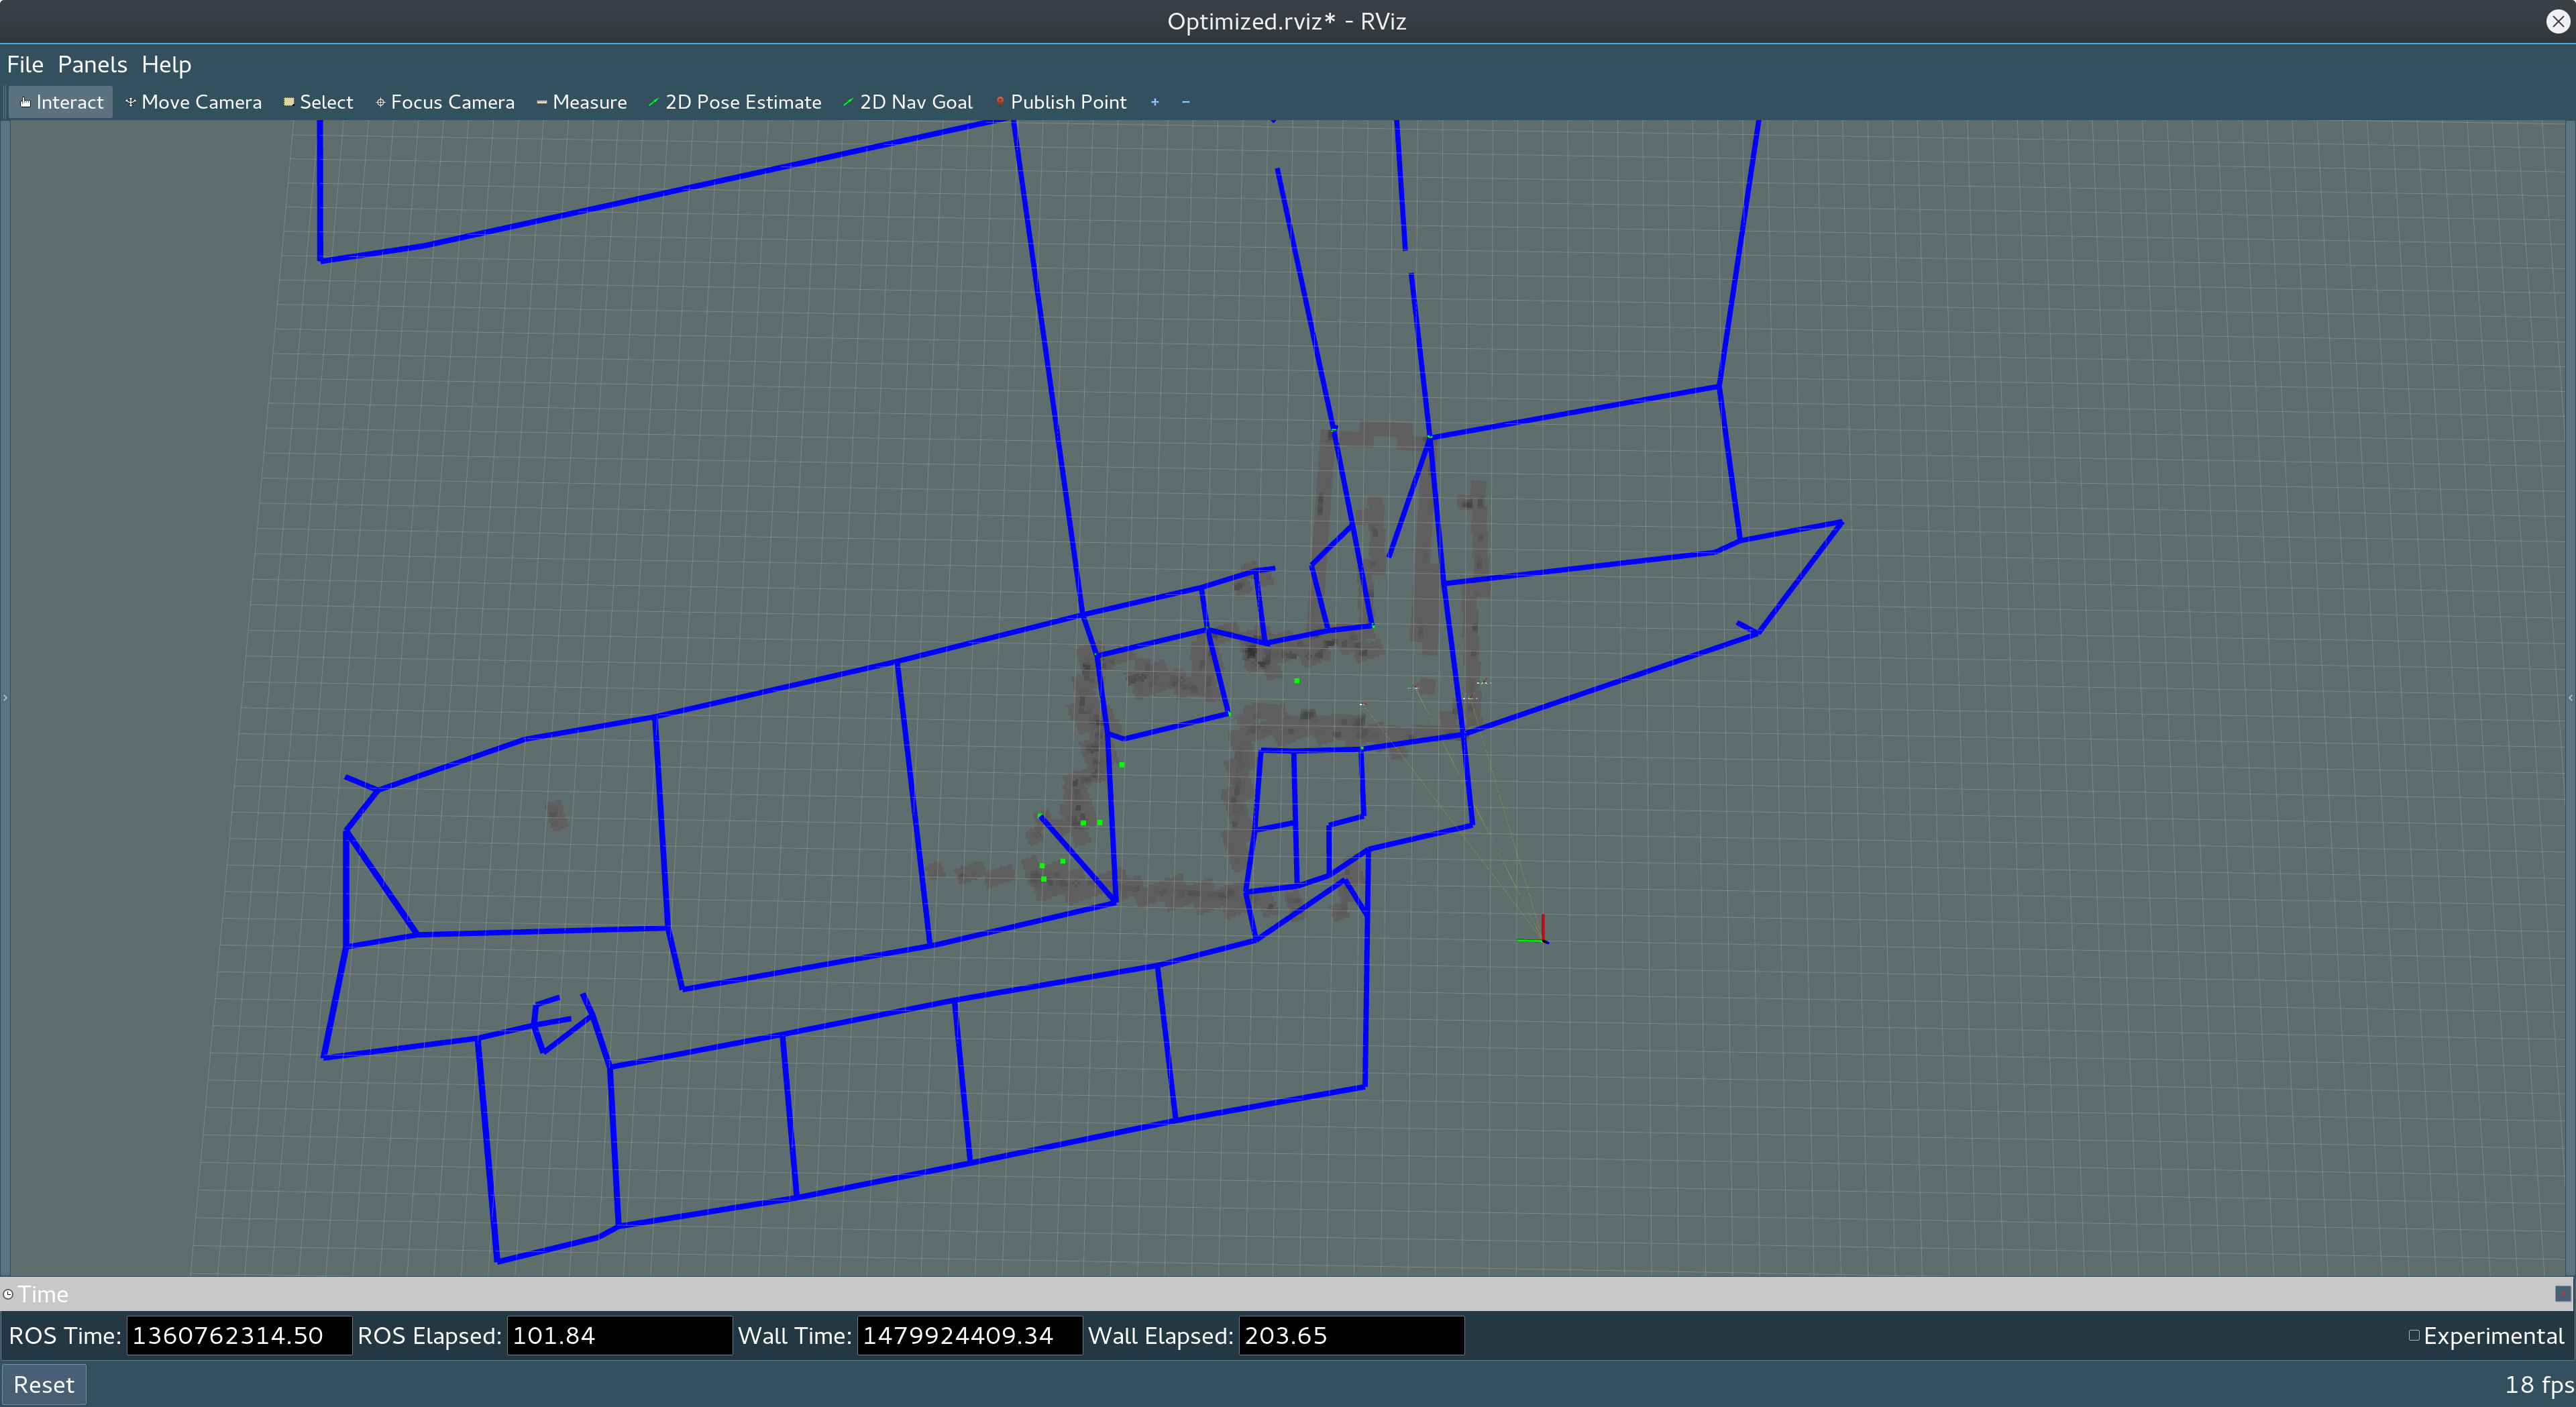 Optimized.rviz* - RViz
File Panels Help
Interact Move Camera Select Focus Camera Measure 2D Pose Estimate 2D Nav Goal Publish Point + −
Time
ROS Time: 1360762314.50 ROS Elapsed: 101.84 Wall Time: 1479924409.34 Wall Elapsed: 203.65 Experimental
Reset 18 fps